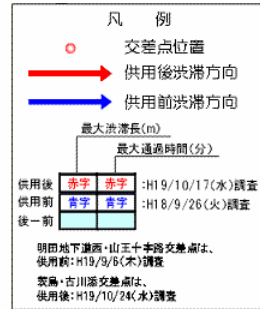 凡 例
交差点位置
供用後渋滞方向
供用前渋滞方向
最大渋滞長(m)
最大通過時間(分)
供用後 赤字 赤字 :H19/10/17(水)調査
供用前 青字 青字 :H18/9/26(火)調査
後ー前
明田地下道西・山王十字路交差点は、
供用前:H19/9/6(木)調査
茨島・古川添交差点は、
供用後:H19/10/24(水)調査